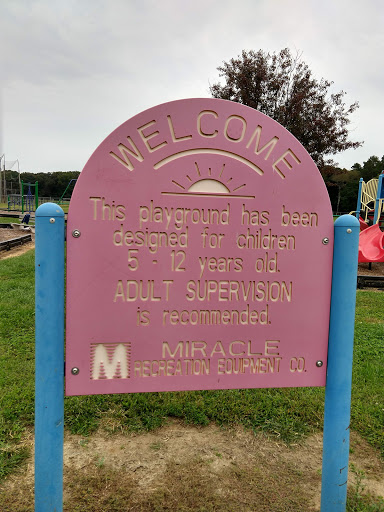 WELCOME
This playground has been
designed for children
5 - 12 years old.
ADULT SUPERVISION
is recommended.
M
MIRACLE
RECREATION EQUIPMENT CO.